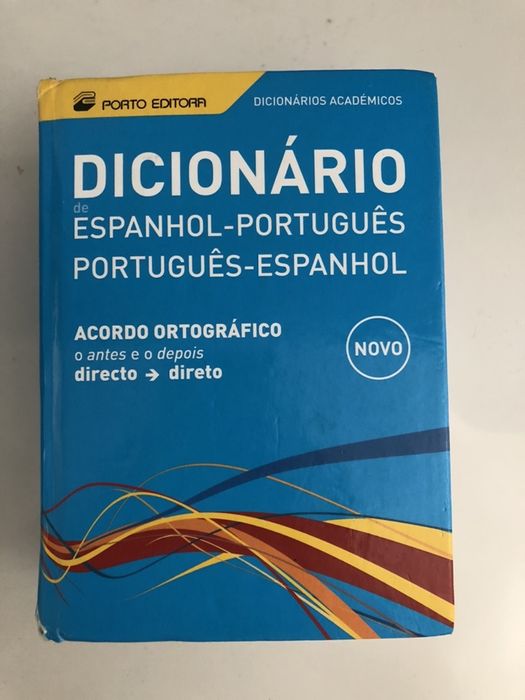 PORTO EDITORA
DICIONÁRIOS ACADÉMICOS
DICIONÁRIO
de
ESPANHOL-PORTUGUÊS
PORTUGUÊS-ESPANHOL
ACORDO ORTOGRÁFICO
o antes e o depois
directo → direto
NOVO